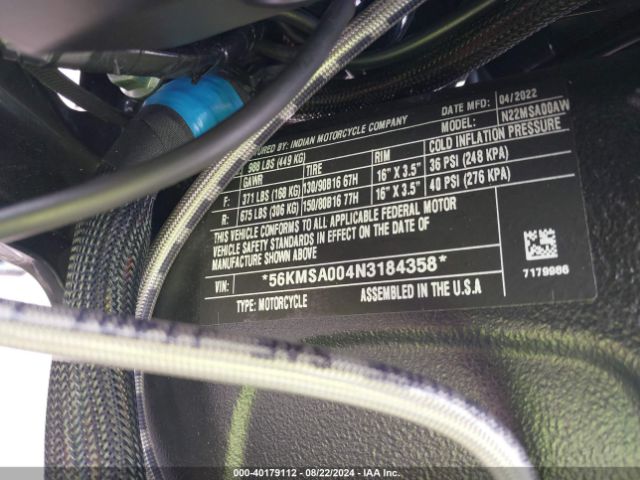 DATE MFD: 04/2022
URED BY: INDIAN MOTORCYCLE COMPANY MODEL: N22MSA00AW
988 LBS (449 KG)
GAWR TIRE RIM COLD INFLATION PRESSURE
F: 371 LBS (168 KG) 130/90B16 67H 16" X 3.5" 36 PSI (248 KPA)
R: 675 LBS (306 KG) 150/80B16 77H 16" X 3.5" 40 PSI (276 KPA)
THIS VEHICLE CONFORMS TO ALL APPLICABLE FEDERAL MOTOR
VEHICLE SAFETY STANDARDS IN EFFECT ON THE DATE OF
MANUFACTURE SHOWN ABOVE
VIN: *56KMSA004N3184358*
TYPE: MOTORCYCLE ASSEMBLED IN THE U.S.A
7179986
000-40179112 - 08/22/2024 - IAA Inc.